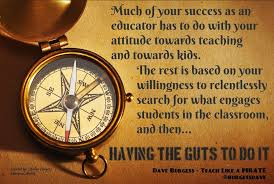 Much of your success as an
educator has to do with your
attitude towards teaching
and towards kids.
The rest is based on your
willingness to relentlessly
search for what engages
students in the classroom,
and then...
HAVING THE GUTS TO DO IT
Dave Burgess - Teach Like a PIRATE
@burgessdave